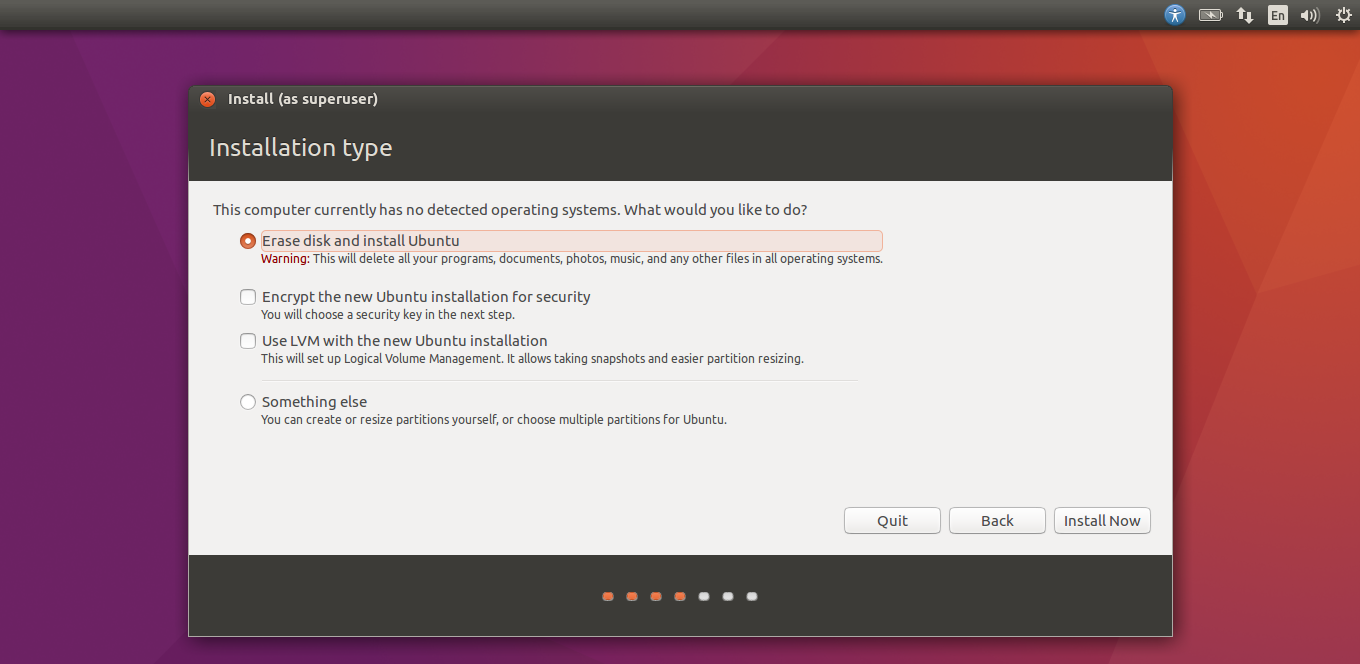 En
Install (as superuser)
Installation type
This computer currently has no detected operating systems. What would you like to do?
Erase disk and install Ubuntu
Warning: This will delete all your programs, documents, photos, music, and any other files in all operating systems.
Encrypt the new Ubuntu installation for security
You will choose a security key in the next step.
Use LVM with the new Ubuntu installation
This will set up Logical Volume Management. It allows taking snapshots and easier partition resizing.
Something else
You can create or resize partitions yourself, or choose multiple partitions for Ubuntu.
Quit Back Install Now